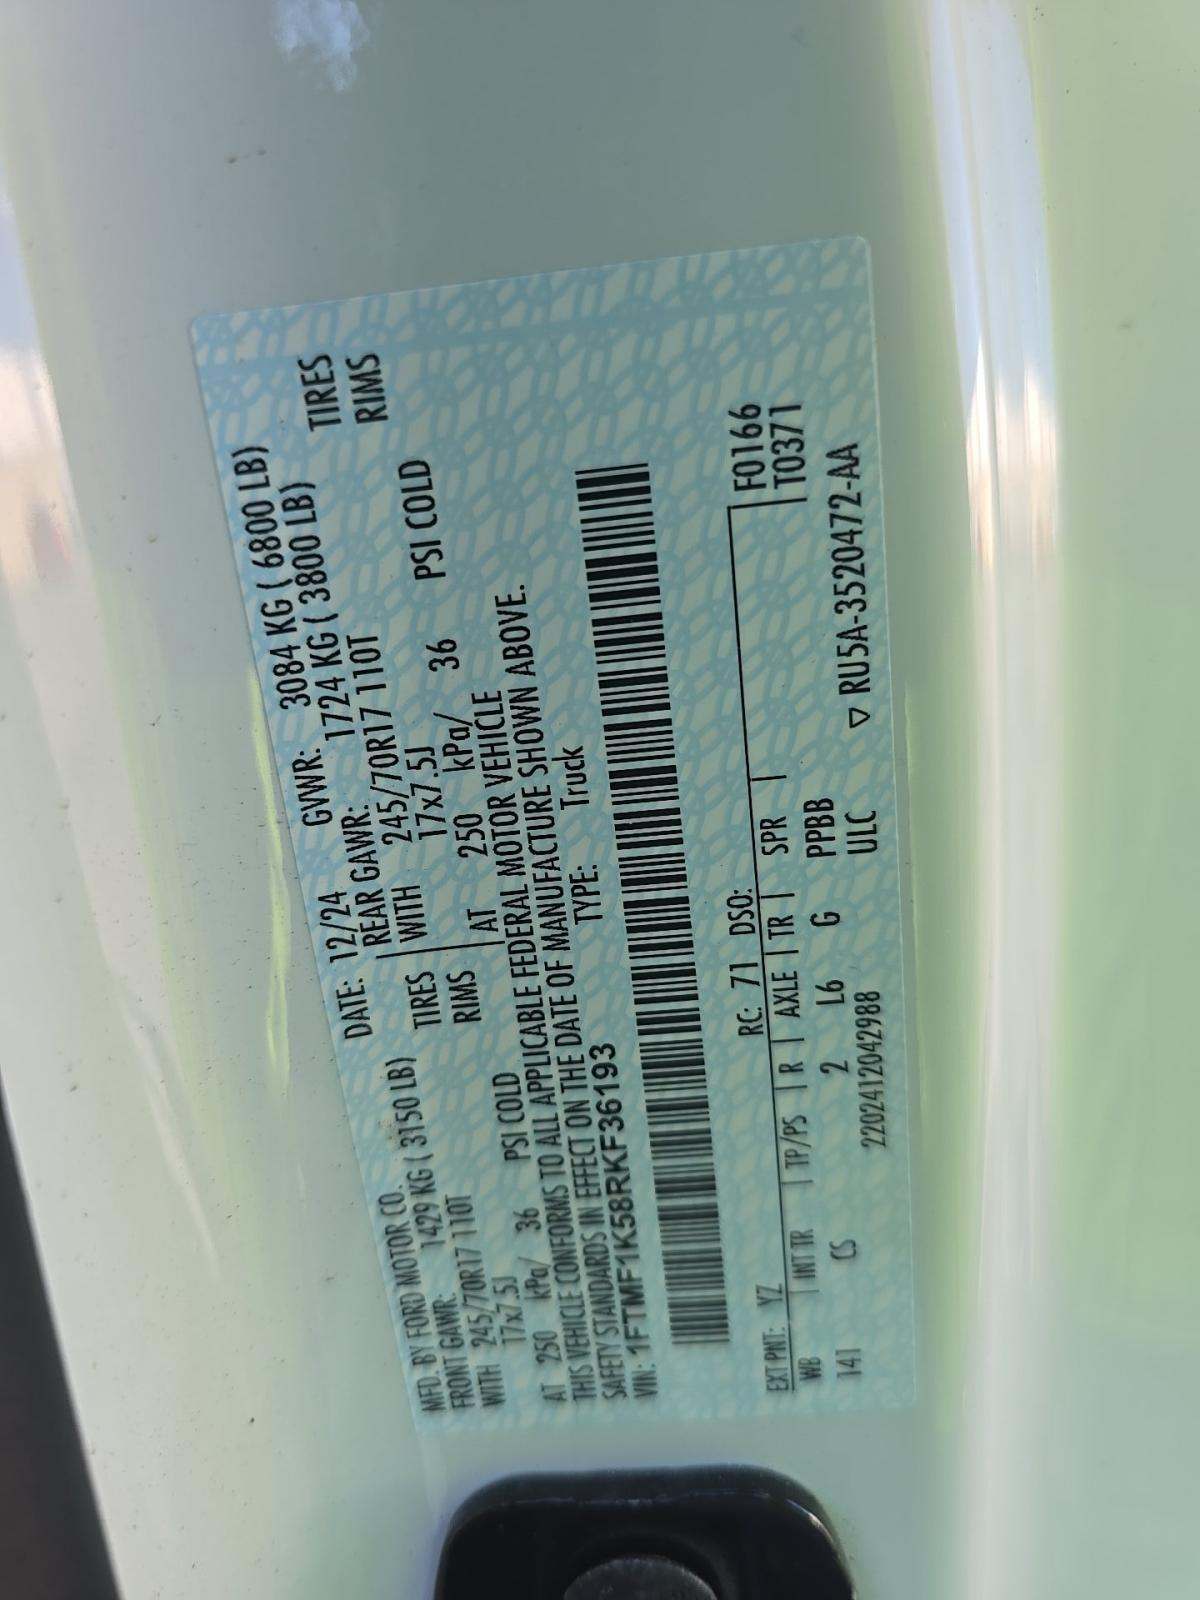 MFD. BY FORD MOTOR CO. DATE: 12/24 GVWR: 3084 KG ( 6800 LB)
FRONT GAWR: 1429 KG ( 3150 LB) REAR GAWR: 1724 KG ( 3800 LB)
WITH 245/70R17 110T TIRES WITH 245/70R17 110T TIRES
17x7.5J RIMS 17x7.5J RIMS
AT 250 kPa/ 36 PSI COLD AT 250 kPa/ 36 PSI COLD
THIS VEHICLE CONFORMS TO ALL APPLICABLE FEDERAL MOTOR VEHICLE
SAFETY STANDARDS IN EFFECT ON THE DATE OF MANUFACTURE SHOWN ABOVE.
VIN: 1FTMF1K58RKF36193 TYPE: Truck
EXT PNT: YZ RC: 71 DSO: F0166
WB INT TR TP/PS R AXLE TR SPR T0371
141 CS 2 L6 G PPBB
2202412042988 ULC ▽ RU5A-3520472-AA